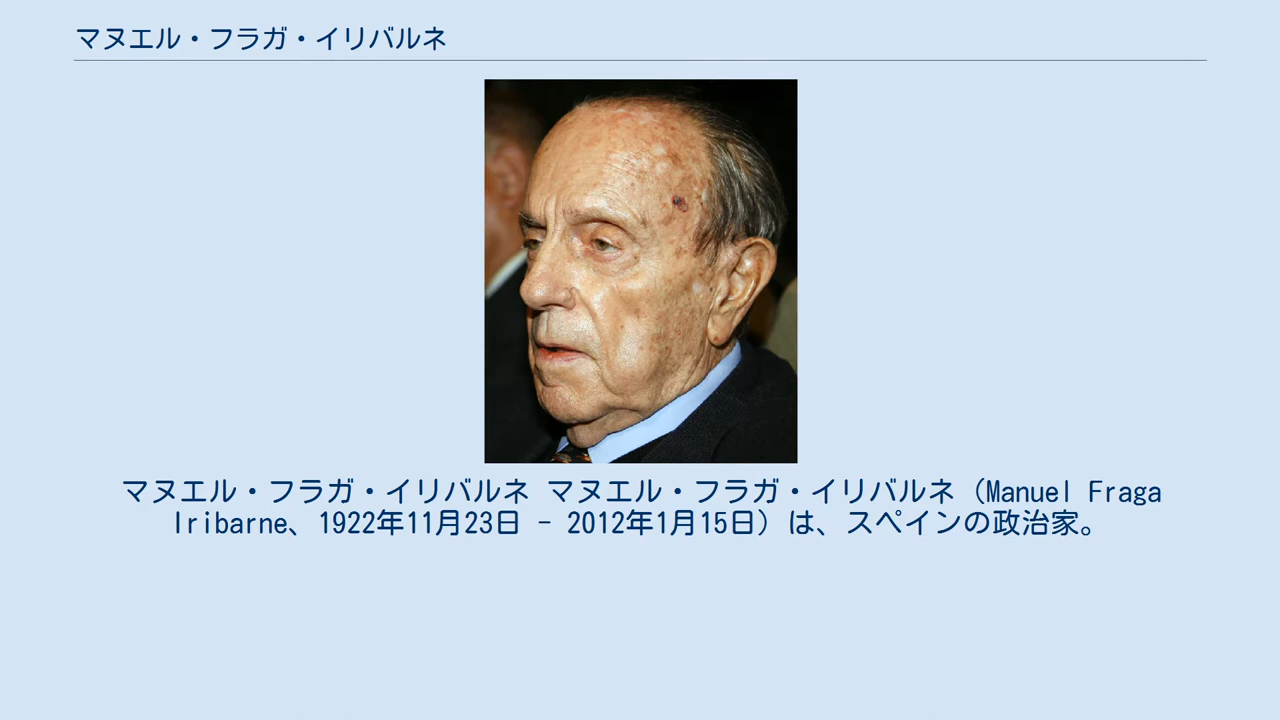 マヌエル・フラガ・イリバルネ
マヌエル・フラガ・イリバルネ マヌエル・フラガ・イリバルネ（Manuel Fraga
Iribarne、1922年11月23日 - 2012年1月15日）は、スペインの政治家。